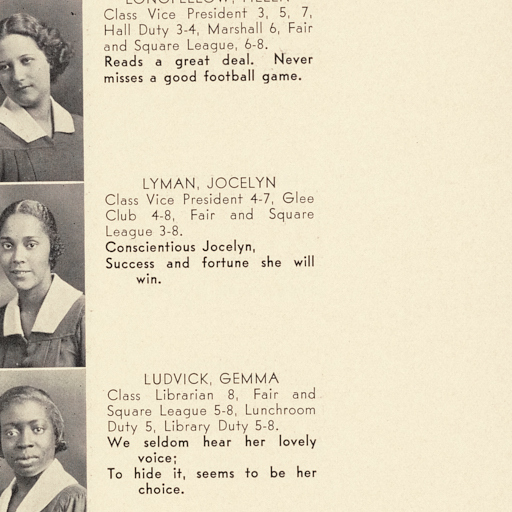 LONGFELLOW, HELEN
Class Vice President 3, 5, 7,
Hall Duty 3-4, Marshall 6, Fair
and Square League, 6-8.
Reads a great deal. Never
misses a good football game.
LYMAN, JOCELYN
Class Vice President 4-7, Glee
Club 4-8, Fair and Square
League 3-8.
Conscientious Jocelyn,
Success and fortune she will
win.
LUDVICK, GEMMA
Class Librarian 8, Fair and
Square League 5-8, Lunchroom
Duty 5, Library Duty 5-8.
We seldom hear her lovely
voice;
To hide it, seems to be her
choice.